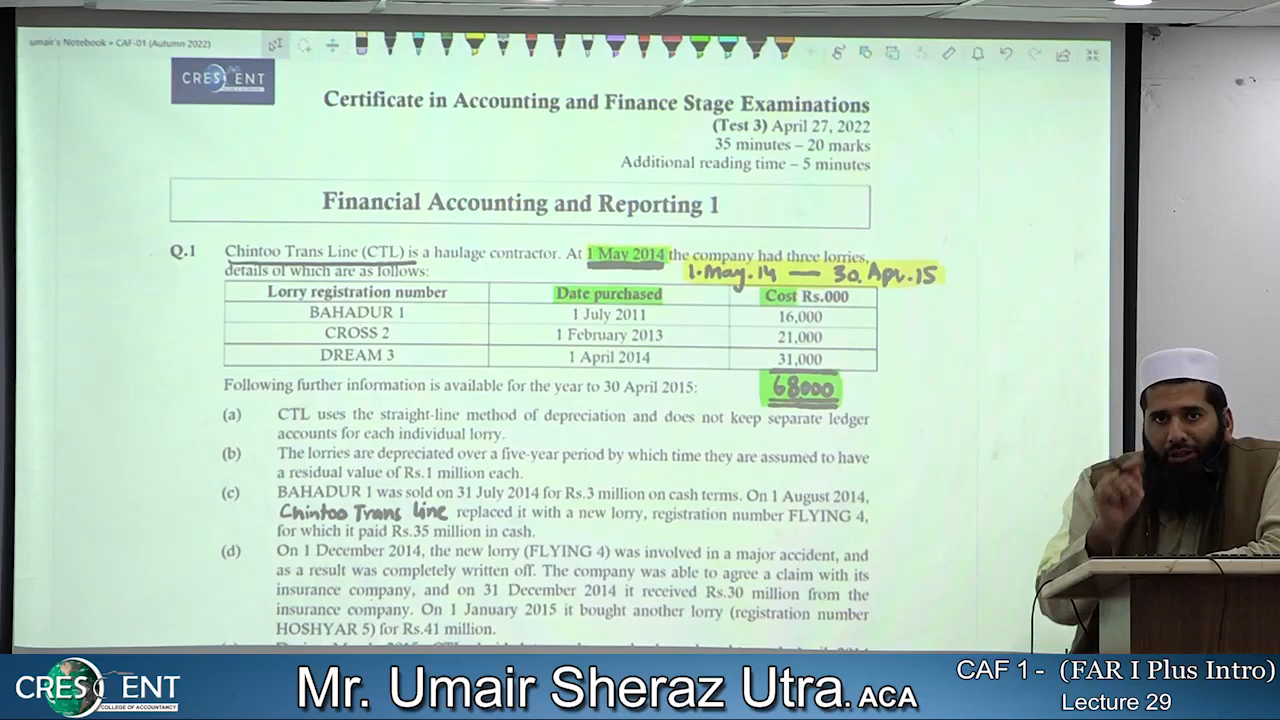 umair's Notebook » CAF-01 (Autumn 2022)
CRESCENT
Certificate in Accounting and Finance Stage Examinations
(Test 3) April 27, 2022
35 minutes – 20 marks
Additional reading time – 5 minutes
Financial Accounting and Reporting 1
Q.1 Chintoo Trans Line (CTL) is a haulage contractor. At 1 May 2014 the company had three lorries,
details of which are as follows:
1.May.14 — 30.Apr.15
Lorry registration number Date purchased Cost Rs.000
BAHADUR 1 1 July 2011 16,000
CROSS 2 1 February 2013 21,000
DREAM 3 1 April 2014 31,000
68000
Following further information is available for the year to 30 April 2015:
(a) CTL uses the straight-line method of depreciation and does not keep separate ledger
accounts for each individual lorry.
(b) The lorries are depreciated over a five-year period by which time they are assumed to have
a residual value of Rs.1 million each.
(c) BAHADUR 1 was sold on 31 July 2014 for Rs.3 million on cash terms. On 1 August 2014,
Chintoo Trans Line replaced it with a new lorry, registration number FLYING 4,
for which it paid Rs.35 million in cash.
(d) On 1 December 2014, the new lorry (FLYING 4) was involved in a major accident, and
as a result was completely written off. The company was able to agree a claim with its
insurance company, and on 31 December 2014 it received Rs.30 million from the
insurance company. On 1 January 2015 it bought another lorry (registration number
HOSHYAR 5) for Rs.41 million.
CRESCENT
COLLEGE OF ACCOUNTANCY
Mr. Umair Sheraz Utra. ACA
CAF 1 - (FAR I Plus Intro)
Lecture 29